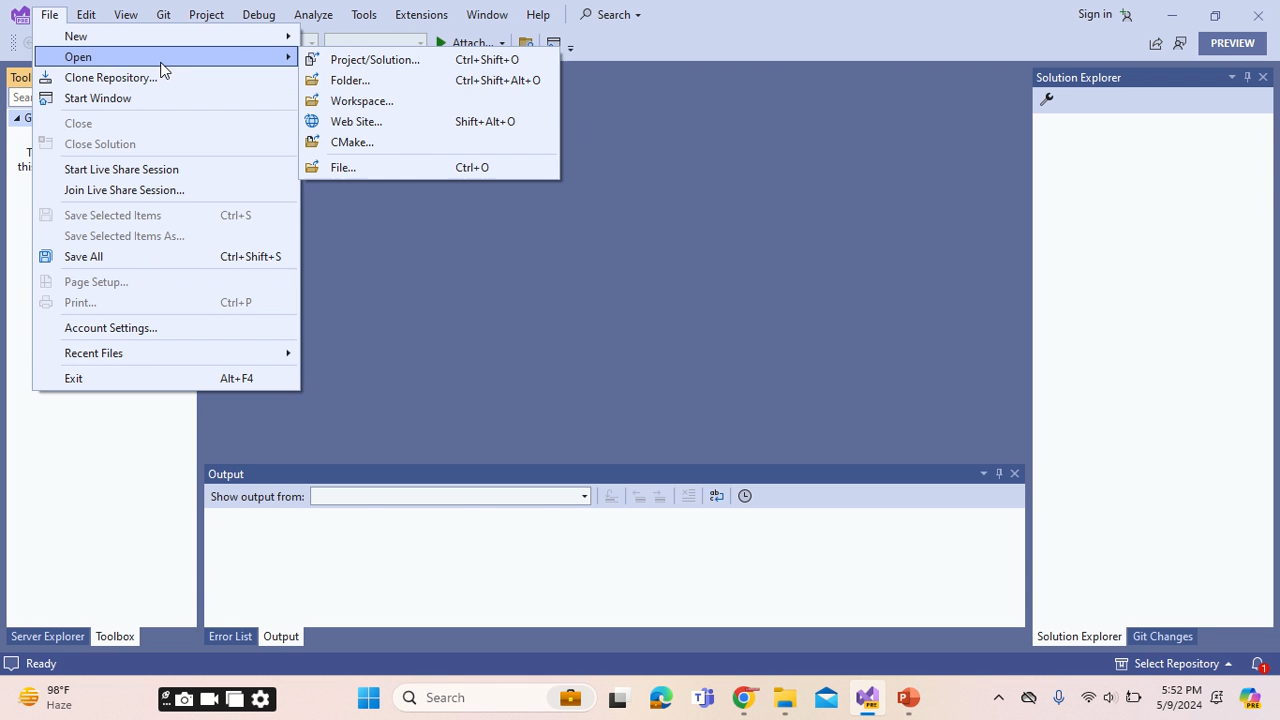 File Edit View Git Project Debug Analyze Tools Extensions Window Help Search Sign in
Attach... PREVIEW
New
Open
Clone Repository...
Start Window
Close
Close Solution
Start Live Share Session
Join Live Share Session...
Save Selected Items Ctrl+S
Save Selected Items As...
Save All Ctrl+Shift+S
Page Setup...
Print... Ctrl+P
Account Settings...
Recent Files
Exit Alt+F4
Project/Solution... Ctrl+Shift+O
Folder... Ctrl+Shift+Alt+O
Workspace...
Web Site... Shift+Alt+O
CMake...
File... Ctrl+O
Solution Explorer
Output
Show output from:
Server Explorer Toolbox
Error List Output
Solution Explorer Git Changes
Ready
Select Repository
1
98°F
Haze
Search
PRE
5:52 PM
5/9/2024
PRE